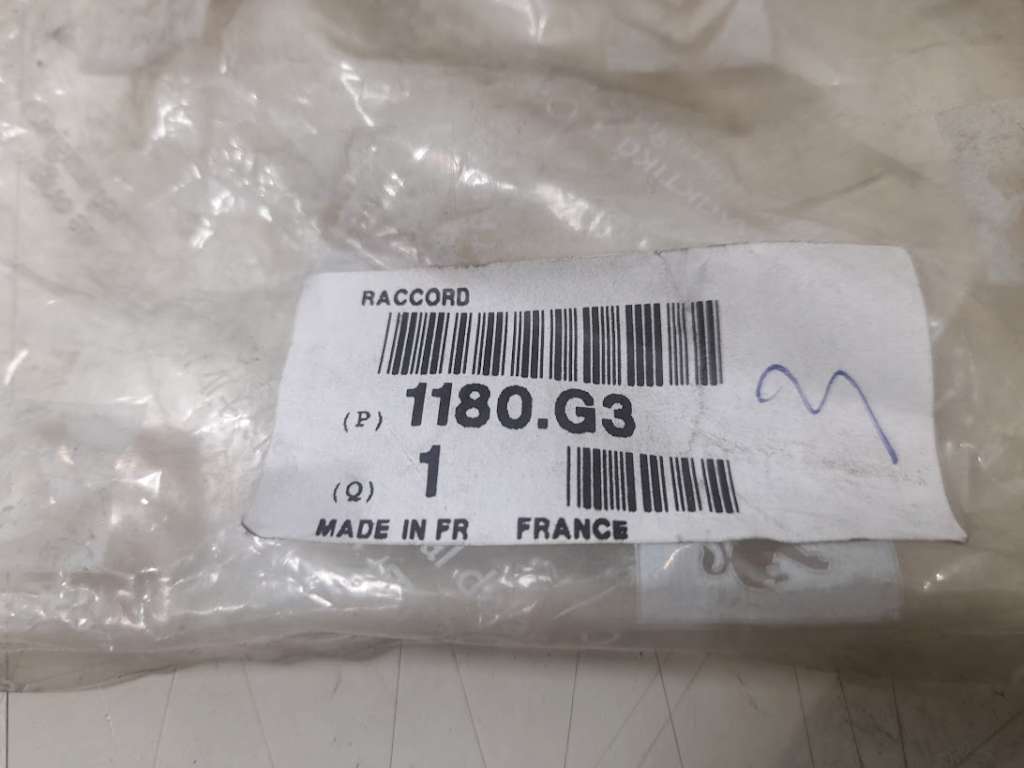 RACCORD
(P) 1180.G3
(Q) 1
MADE IN FR FRANCE